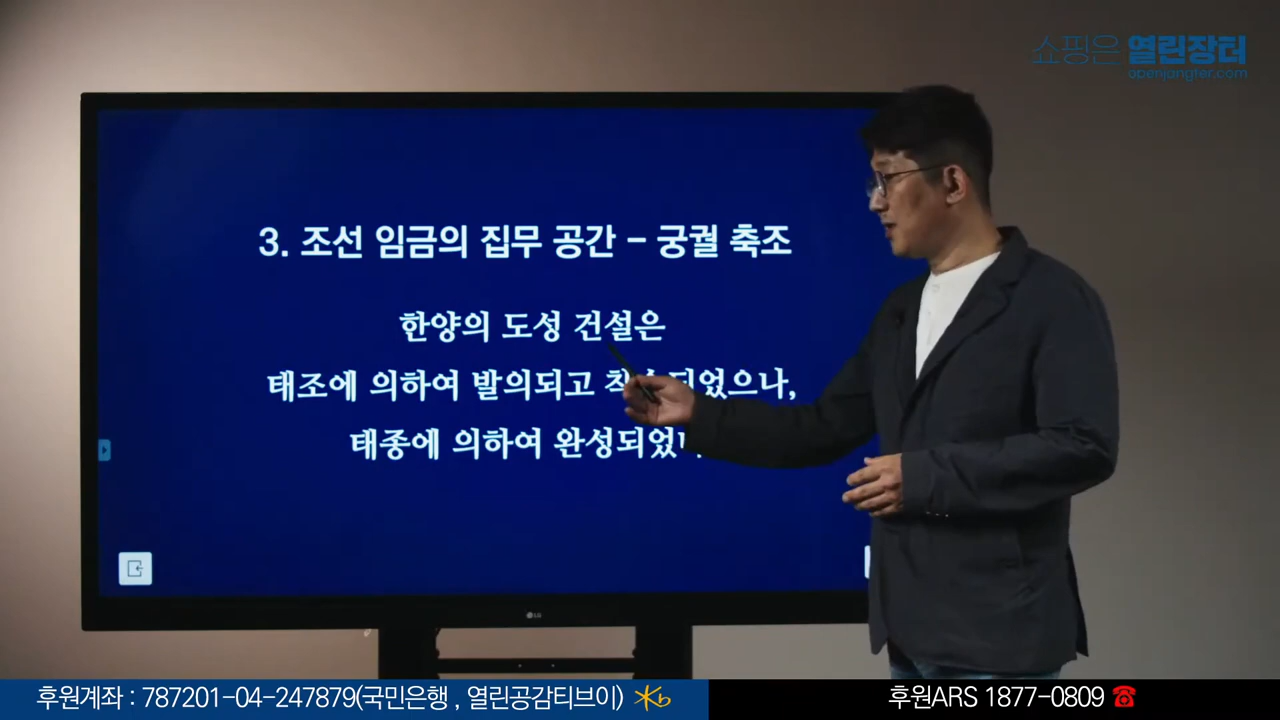 쇼핑은 열린장터
openjangter.com
3. 조선 임금의 집무 공간 - 궁궐 축조
한양의 도성 건설은
태조에 의하여 발의되고
태종에 의하여
LG
후원계좌 : 787201-04-247879(국민은행 , 열린공감티브이)
후원ARS 1877-0809